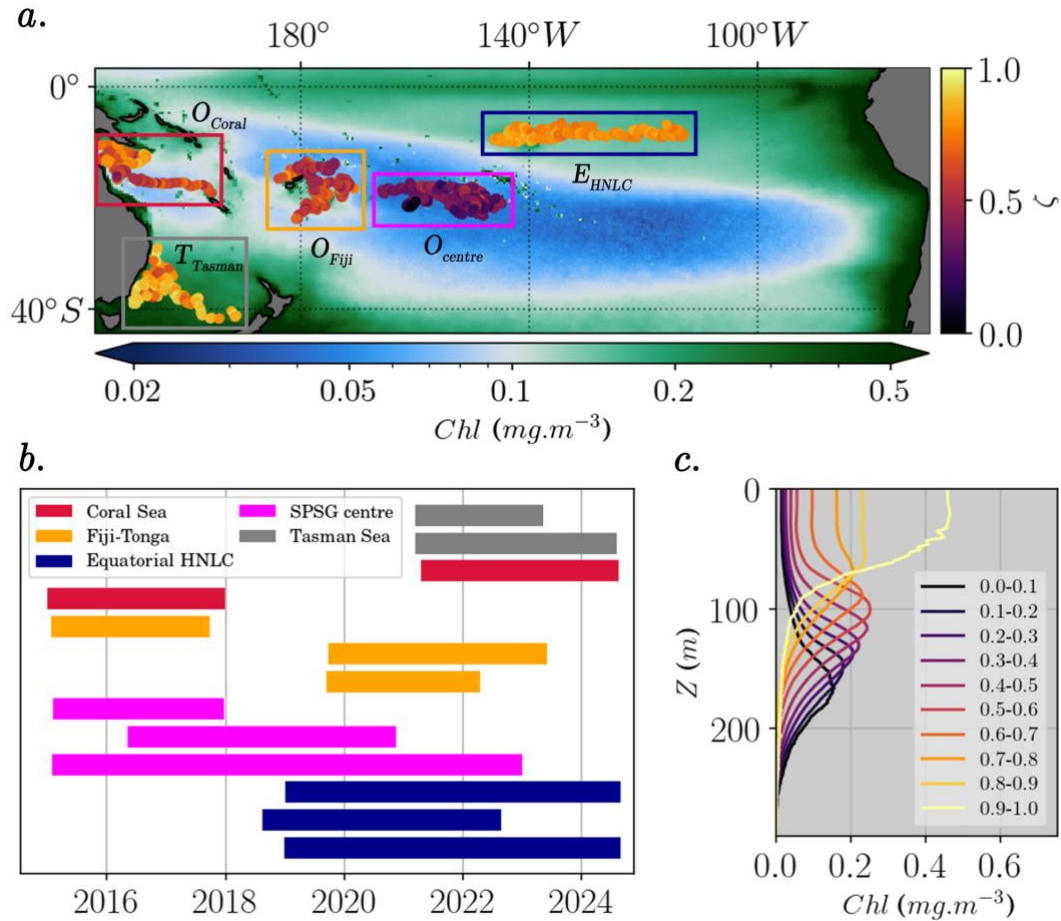 a.
180° 140°W 100°W
0°
40°S
O_Coral
T_Tasman
O_Fiji
O_centre
E_HNLC
1.0
0.5
0.0
ζ
0.02 0.05 0.1 0.2 0.5
Chl (mg.m⁻³)
b.
Coral Sea
Fiji-Tonga
Equatorial HNLC
SPSG centre
Tasman Sea
2016 2018 2020 2022 2024
c.
0
100
200
Z (m)
0.0-0.1
0.1-0.2
0.2-0.3
0.3-0.4
0.4-0.5
0.5-0.6
0.6-0.7
0.7-0.8
0.8-0.9
0.9-1.0
0.0 0.2 0.4 0.6
Chl (mg.m⁻³)